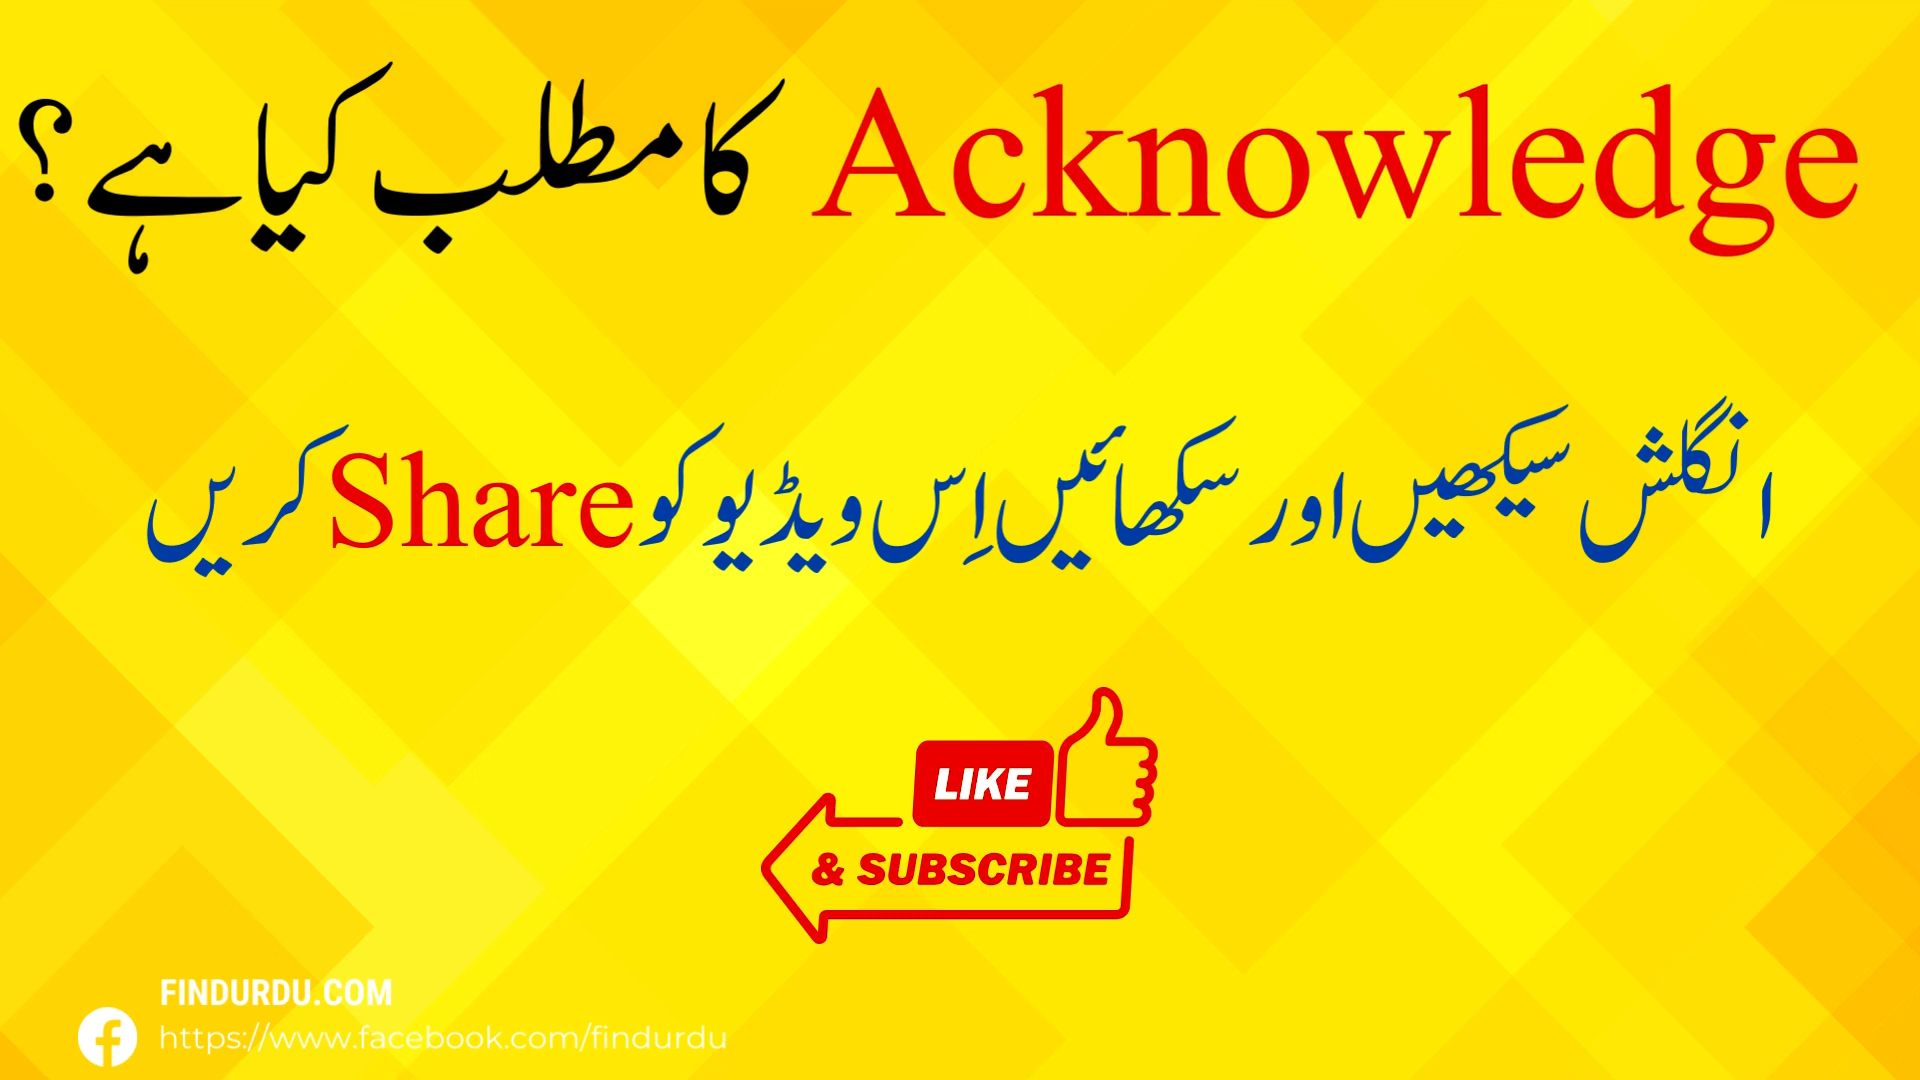 Acknowledge کا مطلب کیا ہے؟
انگلش سیکھیں اور سکھائیں اِس ویڈیو کو Share کریں
LIKE
& SUBSCRIBE
FINDURDU.COM
https://www.facebook.com/findurdu